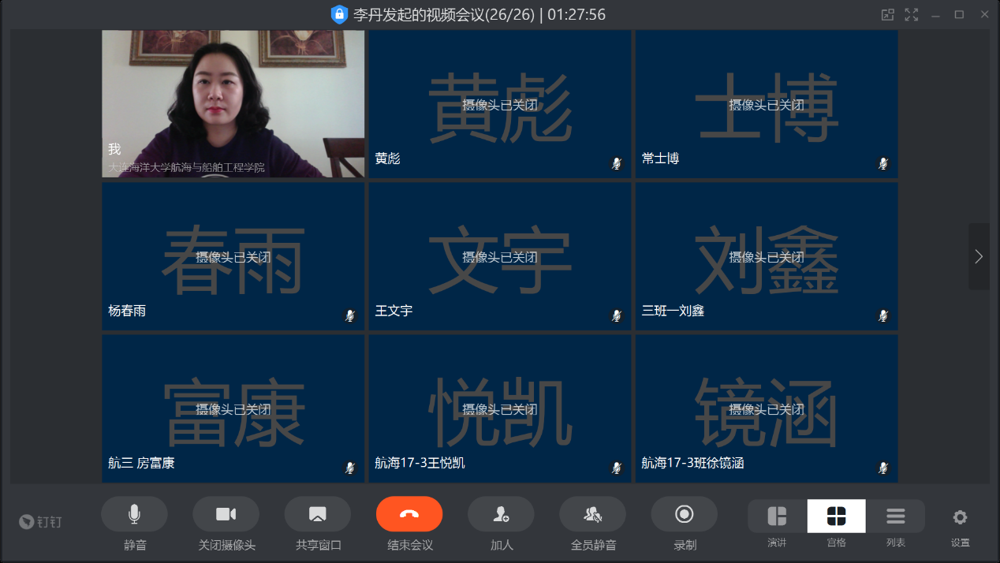 李丹发起的视频会议(26/26) | 01:27:56
我
大连海洋大学航海与船舶工程学院
黄彪
摄像头已关闭
黄彪
士博
摄像头已关闭
常士博
春雨
摄像头已关闭
杨春雨
文宇
摄像头已关闭
王文宇
刘鑫
摄像头已关闭
三班一刘鑫
富康
摄像头已关闭
航三 房富康
悦凯
摄像头已关闭
航海17-3王悦凯
镜涵
摄像头已关闭
航海17-3班徐镜涵
钉钉
静音
关闭摄像头
共享窗口
结束会议
加人
全员静音
录制
演讲
宫格
列表
设置